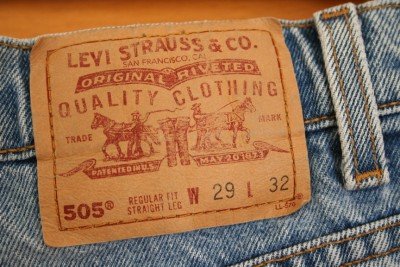 LEVI STRAUSS & CO.
SAN FRANCISCO, CAL
ORIGINAL RIVETED
QUALITY CLOTHING
TRADE MARK
PATENTED IN U.S. MAY 20 1873
505® REGULAR FIT STRAIGHT LEG W 29 L 32